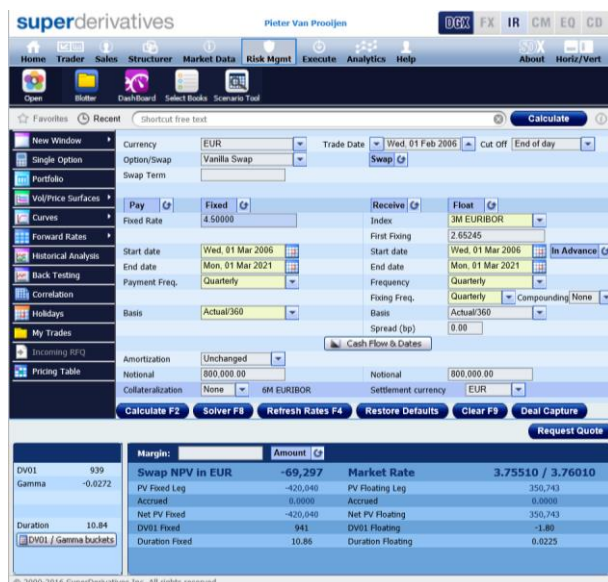 superderivatives Pieter Van Prooijen DGX FX IR CM EQ CD
Home Trader Sales Structurer Market Data Risk Mgmt Execute Analytics Help About Horiz/Vert
Open Blotter DashBoard Select Books Scenario Tool
Favorites Recent Shortcut free text Calculate
New Window
Single Option
Portfolio
Vol/Price Surfaces
Curves
Forward Rates
Historical Analysis
Back Testing
Correlation
Holidays
My Trades
Incoming RFQ
Pricing Table
Currency EUR Trade Date Wed, 01 Feb 2006 Cut Off End of day
Option/Swap Vanilla Swap Swap
Swap Term
Pay Fixed Receive Float
Fixed Rate 4.50000 Index 3M EURIBOR
First Fixing 2.65245
Start date Wed, 01 Mar 2006 Start date Wed, 01 Mar 2006 In Advance
End date Mon, 01 Mar 2021 End date Mon, 01 Mar 2021
Payment Freq. Quarterly Frequency Quarterly
Fixing Freq. Quarterly Compounding None
Basis Actual/360 Basis Actual/360
Spread (bp) 0.00
Cash Flow & Dates
Amortization Unchanged
Notional 800,000.00 Notional 800,000.00
Collateralization None 6M EURIBOR Settlement currency EUR
Calculate F2 Solver F8 Refresh Rates F4 Restore Defaults Clear F9 Deal Capture
Request Quote
Margin: Amount
DV01 939 Swap NPV in EUR -69,297 Market Rate 3.75510 / 3.76010
Gamma -0.0272 PV Fixed Leg -420,040 PV Floating Leg 350,743
Accrued 0.0000 Accrued 0.0000
Net PV Fixed -420,040 Net PV Floating 350,743
DV01 Fixed 941 DV01 Floating -1.80
Duration 10.84 Duration Fixed 10.86 Duration Floating 0.0225
DV01 / Gamma buckets
© 2000-2016 SuperDerivatives Inc. All rights reserved